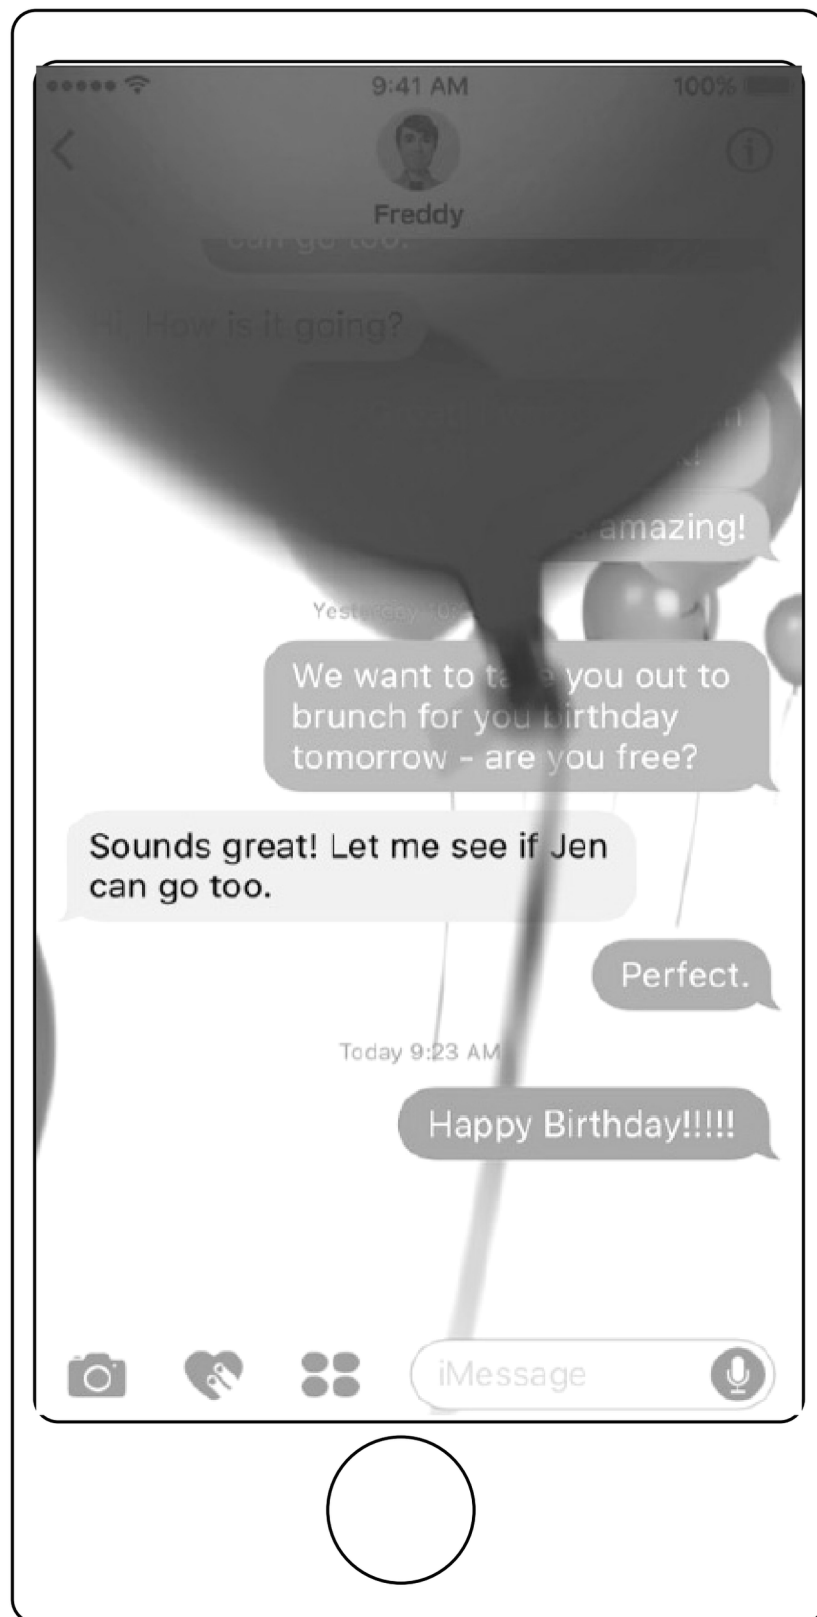 9:41 AM
100%
Freddy
can go too.
Hi, How is it going?
amazing!
We want to take you out to
brunch for you birthday
tomorrow - are you free?
Sounds great! Let me see if Jen
can go too.
Perfect.
Today 9:23 AM
Happy Birthday!!!!!
iMessage